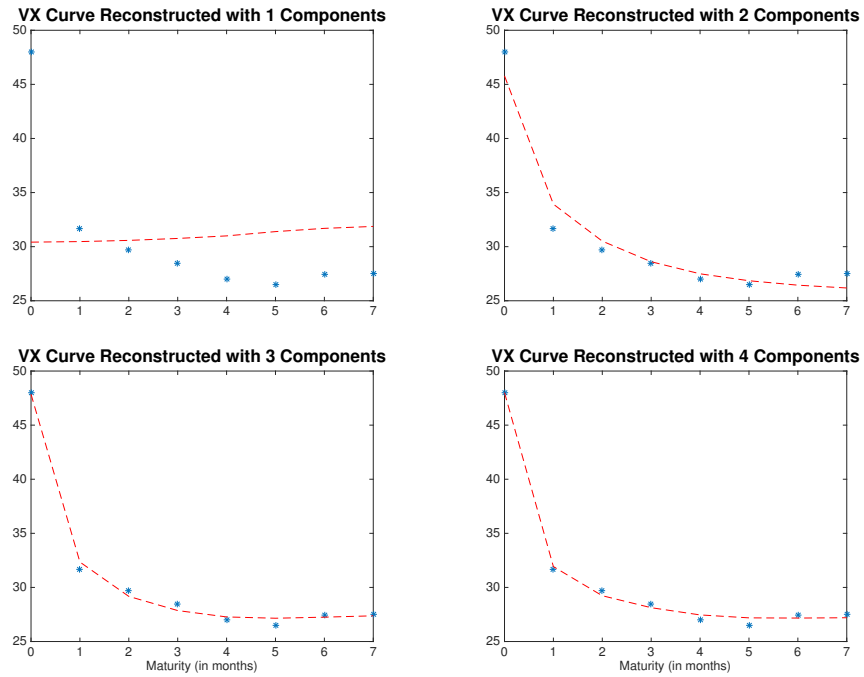 VX Curve Reconstructed with 1 Components
50
45
40
35
30
25
0 1 2 3 4 5 6 7
VX Curve Reconstructed with 2 Components
50
45
40
35
30
25
0 1 2 3 4 5 6 7
VX Curve Reconstructed with 3 Components
50
45
40
35
30
25
0 1 2 3 4 5 6 7
Maturity (in months)
VX Curve Reconstructed with 4 Components
50
45
40
35
30
25
0 1 2 3 4 5 6 7
Maturity (in months)